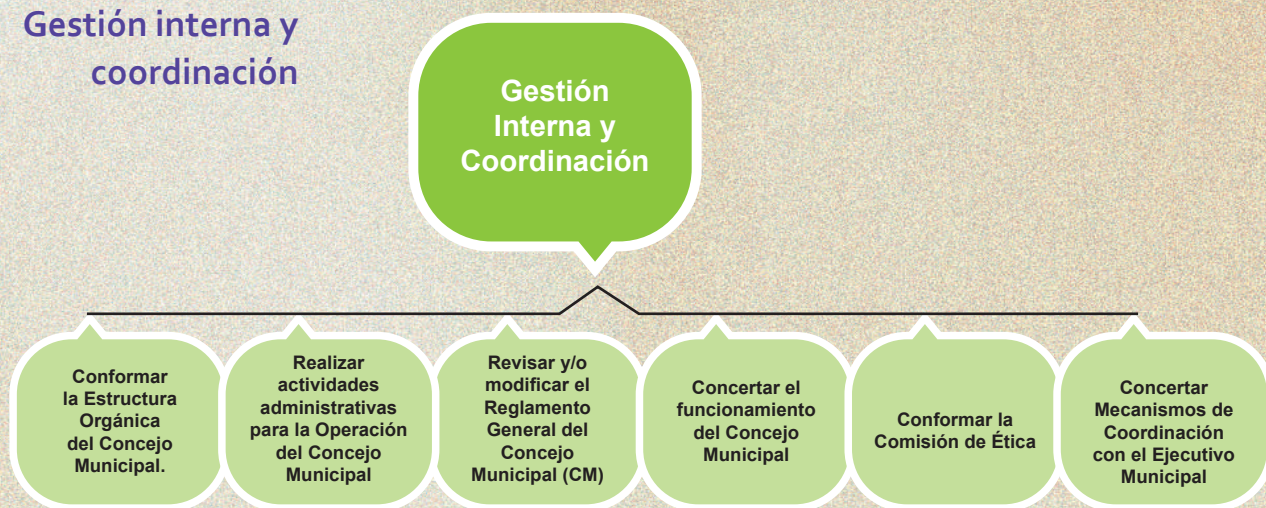 Gestión interna y
coordinación
Gestión
Interna y
Coordinación
Conformar
la Estructura
Orgánica
del Concejo
Municipal.
Realizar
actividades
administrativas
para la Operación
del Concejo
Municipal
Revisar y/o
modificar el
Reglamento
General del
Concejo
Municipal (CM)
Concertar el
funcionamiento
del Concejo
Municipal
Conformar la
Comisión de Ética
Concertar
Mecanismos de
Coordinación
con el Ejecutivo
Municipal